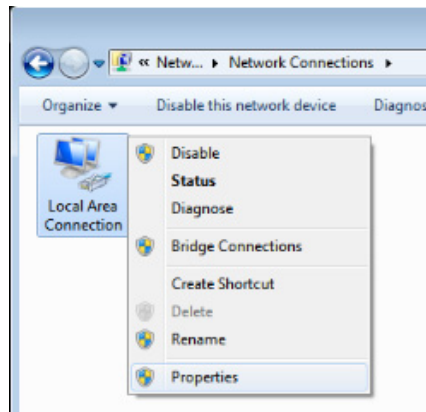 « Netw... ▸ Network Connections ▸
Organize ▾ Disable this network device Diagnos
Local Area
Connection
Disable
Status
Diagnose
Bridge Connections
Create Shortcut
Delete
Rename
Properties